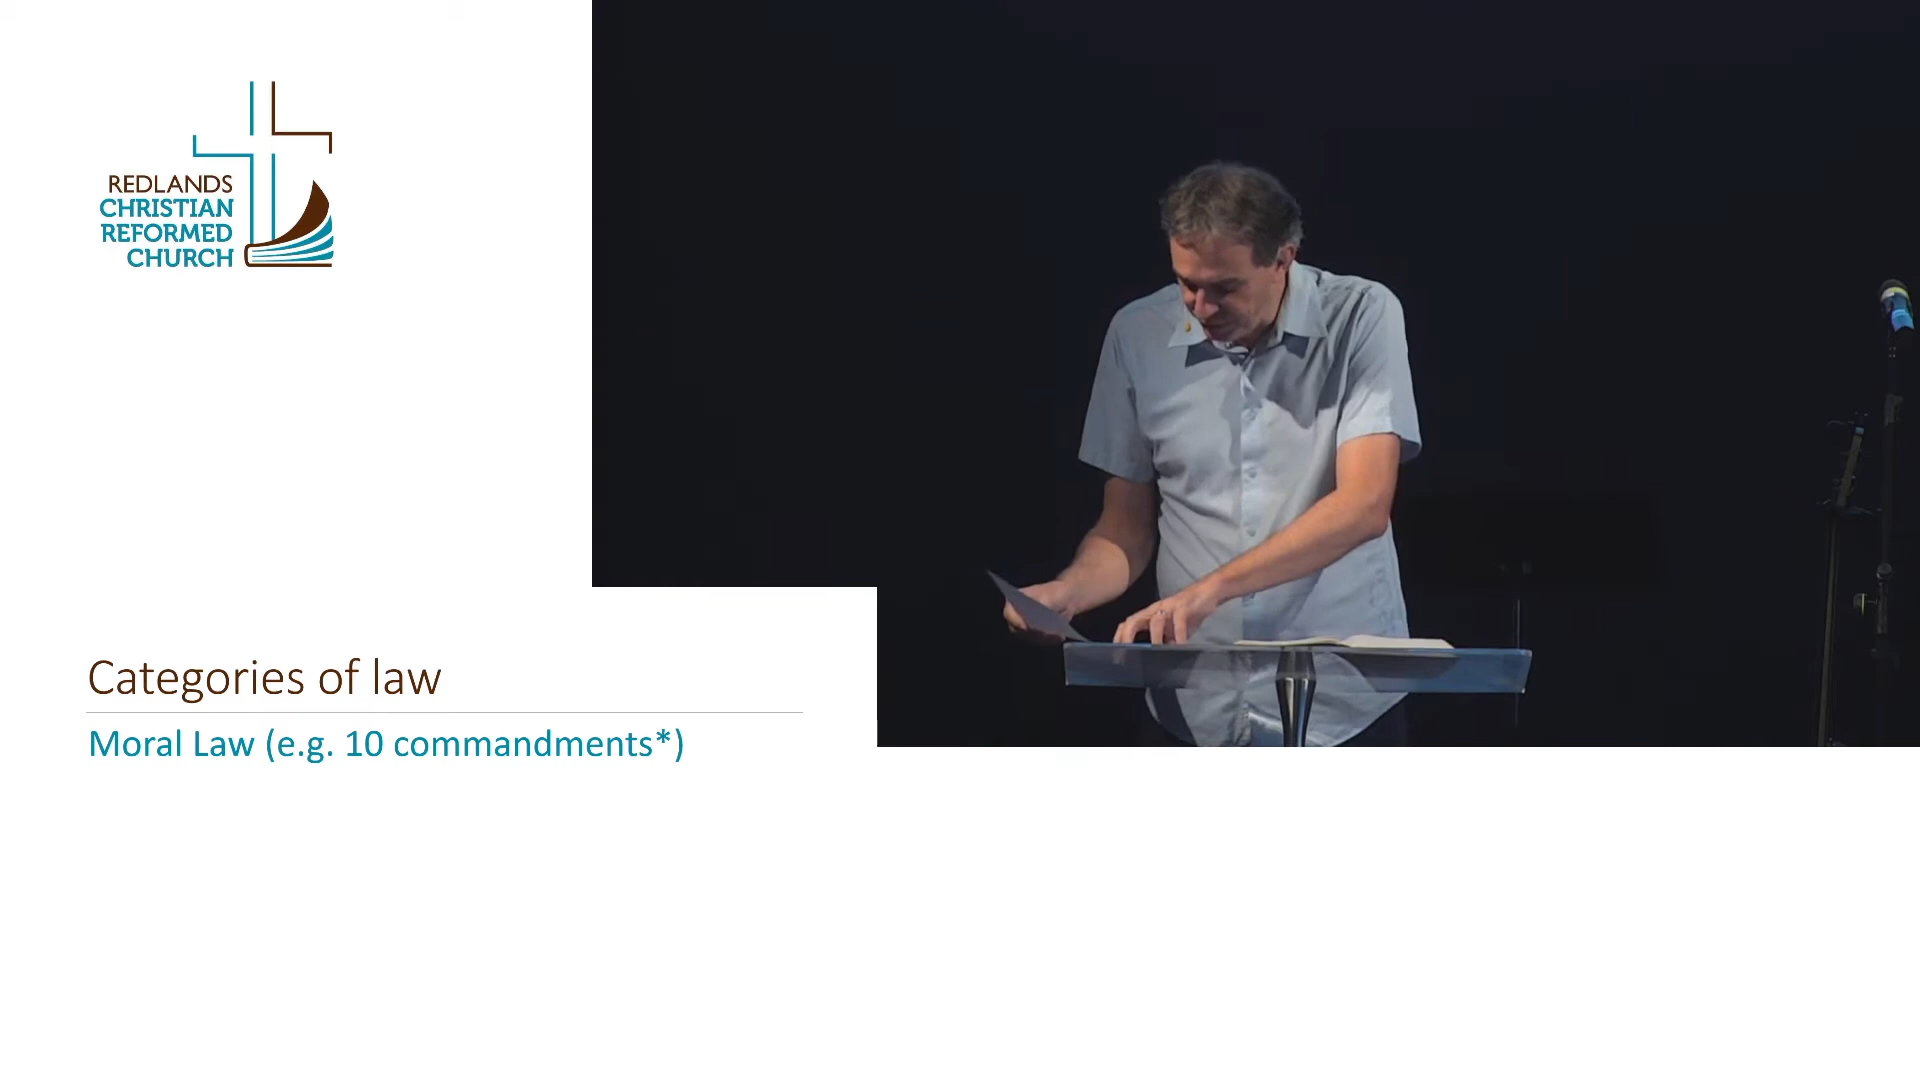 REDLANDS
CHRISTIAN
REFORMED
CHURCH
Categories of law
Moral Law (e.g. 10 commandments*)